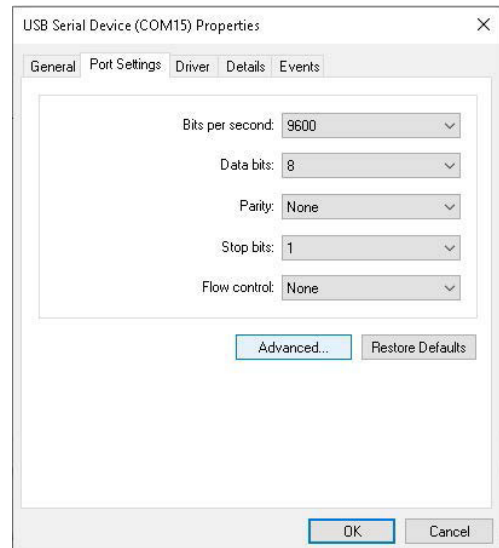 USB Serial Device (COM15) Properties
General Port Settings Driver Details Events
Bits per second: 9600
Data bits: 8
Parity: None
Stop bits: 1
Flow control: None
Advanced... Restore Defaults
OK Cancel